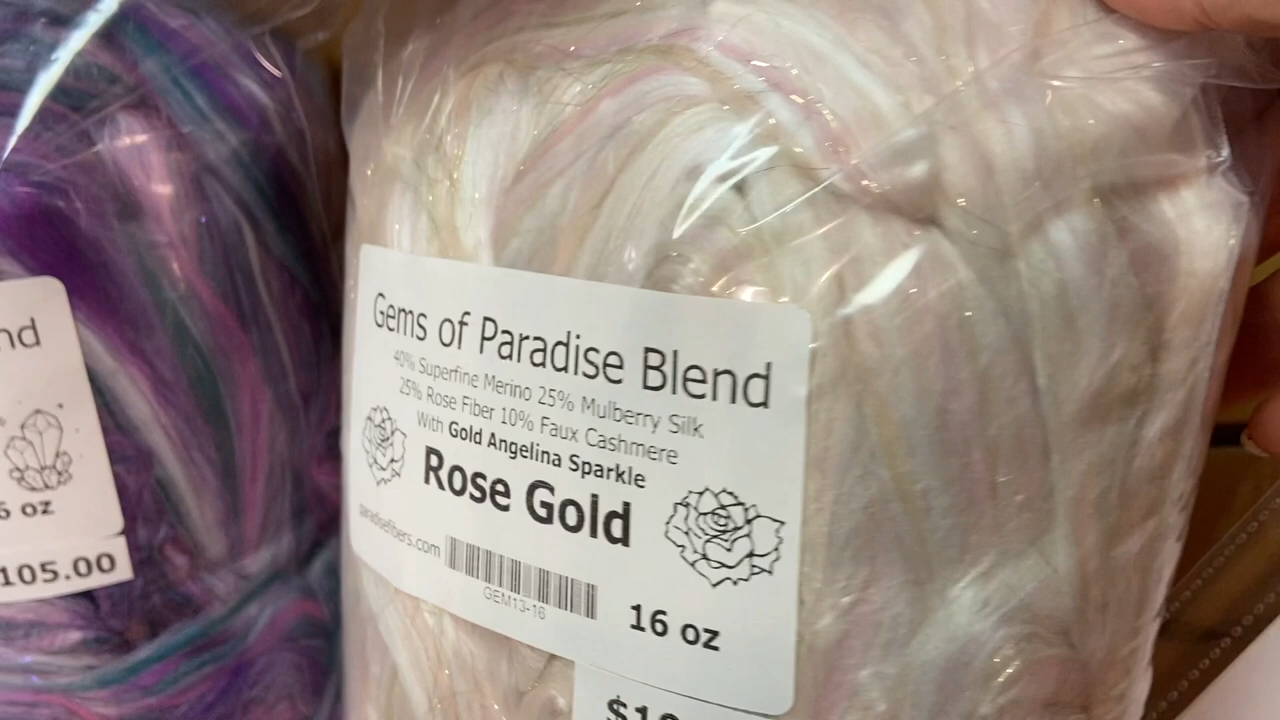 nd
6 oz
105.00
Gems of Paradise Blend
40% Superfine Merino 25% Mulberry Silk
25% Rose Fiber 10% Faux Cashmere
With Gold Angelina Sparkle
Rose Gold
paradisefibers.com
GEM13-16
16 oz